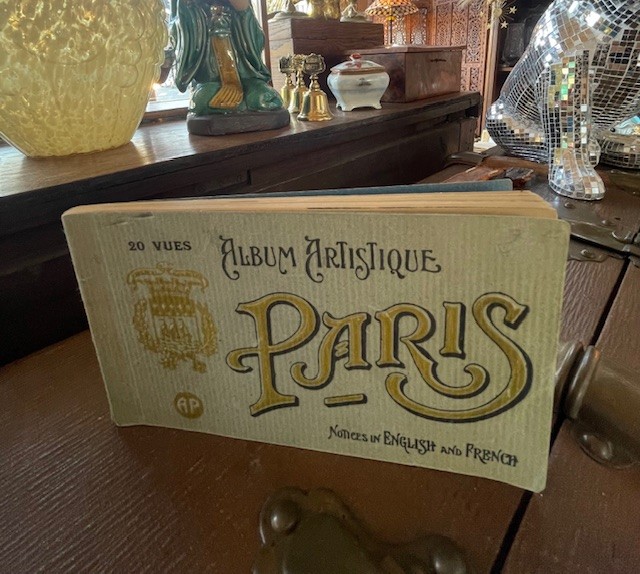 20 VUES
ALBUM ARTISTIQUE
PARIS
AP
NOTICES IN ENGLISH AND FRENCH